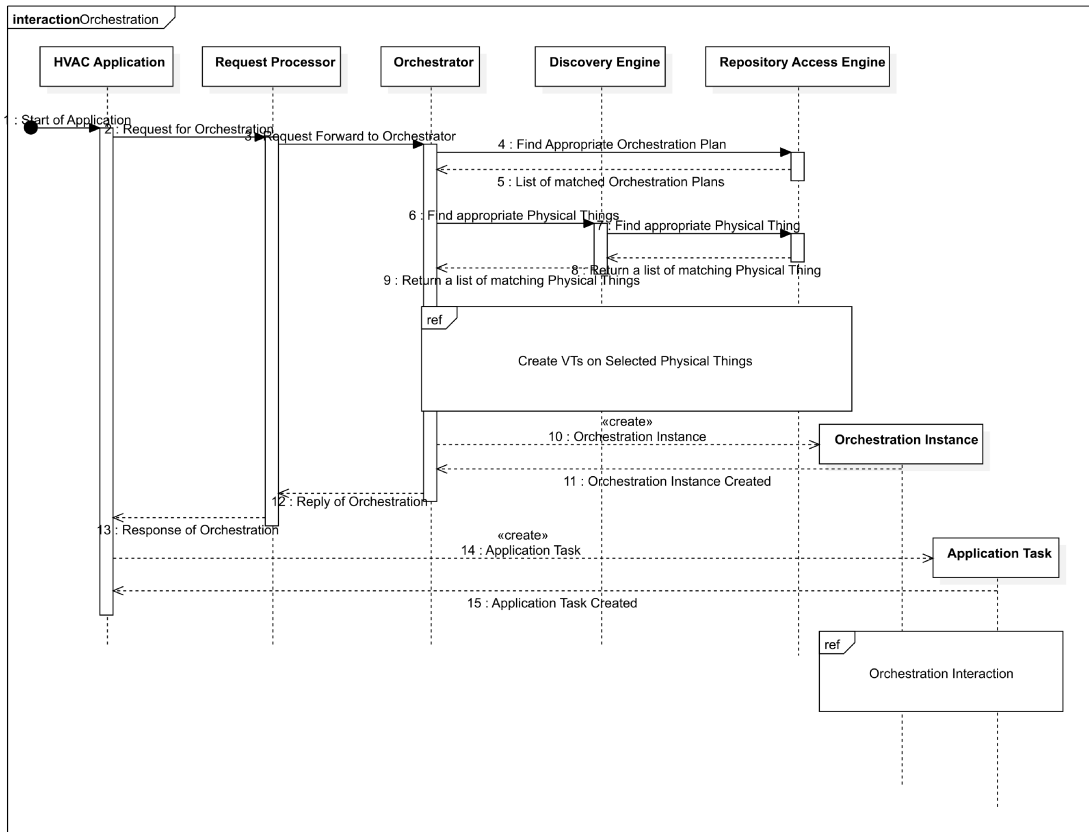 interactionOrchestration
HVAC Application
Request Processor
Orchestrator
Discovery Engine
Repository Access Engine
1 : Start of Application
2 : Request for Orchestration
3 : Request Forward to Orchestrator
4 : Find Appropriate Orchestration Plan
5 : List of matched Orchestration Plans
6 : Find appropriate Physical Things
7 : Find appropriate Physical Thing
8 : Return a list of matching Physical Thing
9 : Return a list of matching Physical Things
ref
Create VTs on Selected Physical Things
«create»
10 : Orchestration Instance
Orchestration Instance
11 : Orchestration Instance Created
12 : Reply of Orchestration
13 : Response of Orchestration
«create»
14 : Application Task
Application Task
15 : Application Task Created
ref
Orchestration Interaction